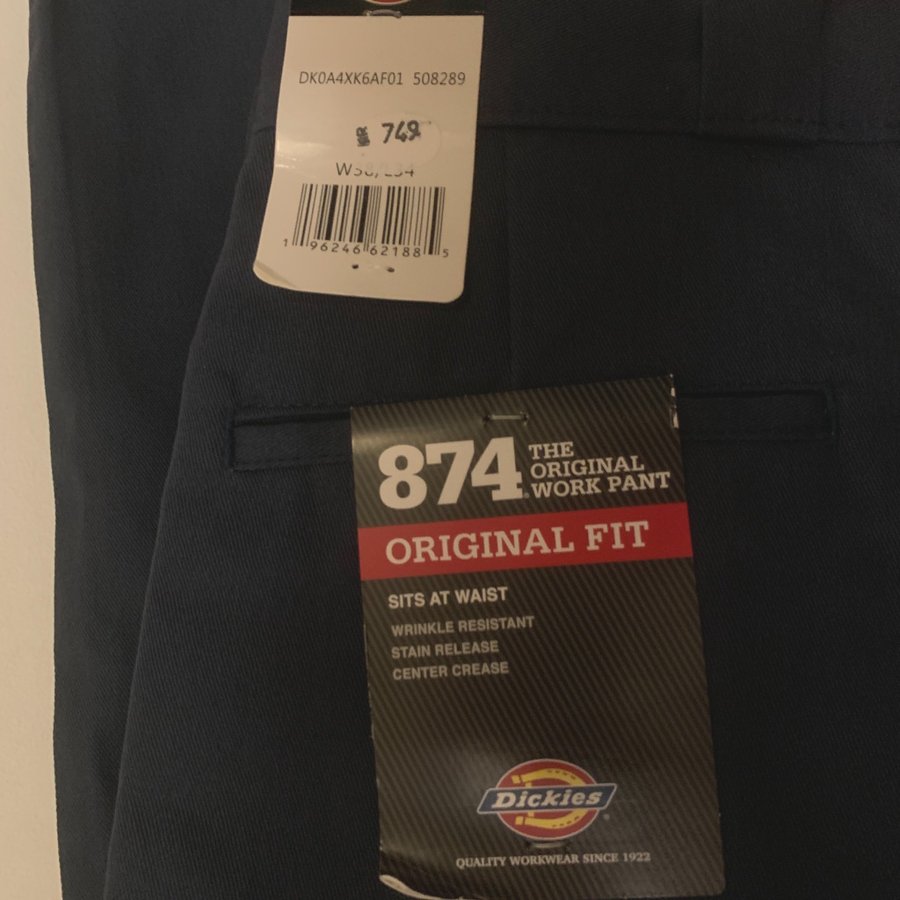 DK0A4XK6AF01 508289
749
1 96246 62188 5
874
THE
ORIGINAL
WORK PANT
ORIGINAL FIT
SITS AT WAIST
WRINKLE RESISTANT
STAIN RELEASE
CENTER CREASE
Dickies
QUALITY WORKWEAR SINCE 1922